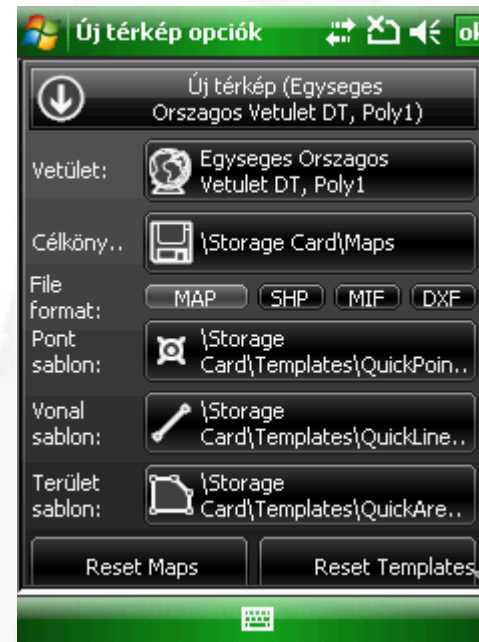 Új térkép opciók
ok
Új térkép (Egyseges
Orszagos Vetulet DT, Poly1)
Vetület:
Egyseges Orszagos
Vetulet DT, Poly1
Célköny..
\Storage Card\Maps
File
format:
MAP SHP MIF DXF
Pont
sablon:
\Storage
Card\Templates\QuickPoin..
Vonal
sablon:
\Storage
Card\Templates\QuickLine..
Terület
sablon:
\Storage
Card\Templates\QuickAre..
Reset Maps
Reset Templates